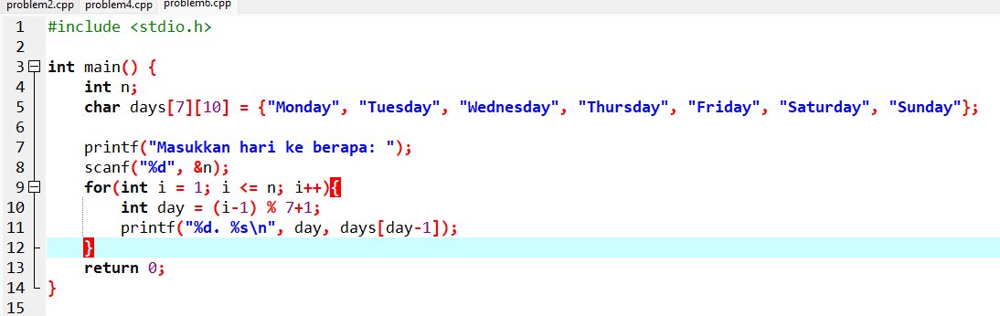 problem2.cpp problem4.cpp problem6.cpp
1 #include <stdio.h>
2
3 int main() {
4 int n;
5 char days[7][10] = {"Monday", "Tuesday", "Wednesday", "Thursday", "Friday", "Saturday", "Sunday"};
6
7 printf("Masukkan hari ke berapa: ");
8 scanf("%d", &n);
9 for(int i = 1; i <= n; i++){
10 int day = (i-1) % 7+1;
11 printf("%d. %s\n", day, days[day-1]);
12 }
13 return 0;
14 }
15